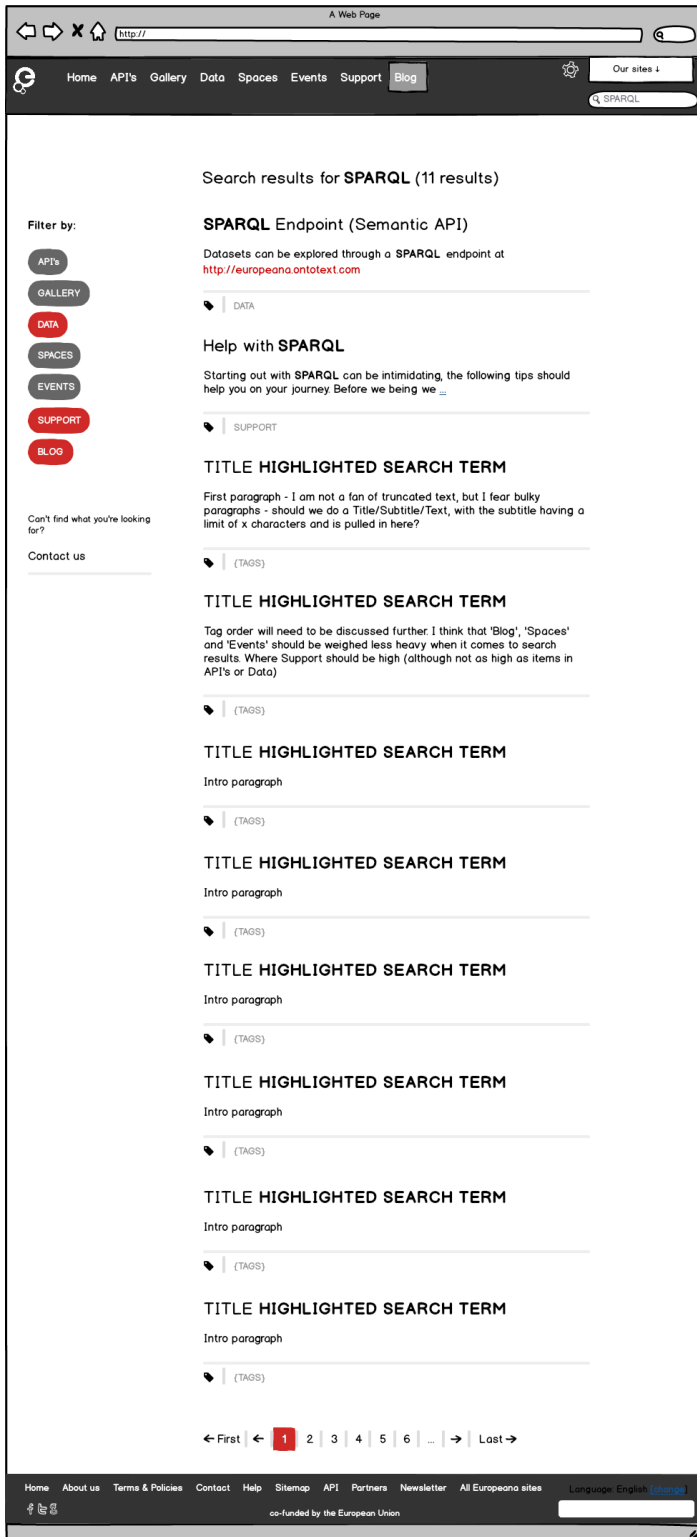 A Web Page
http://
Home API's Gallery Data Spaces Events Support Blog
Our sites ↓
SPARQL
Search results for SPARQL (11 results)
Filter by:
API's
GALLERY
DATA
SPACES
EVENTS
SUPPORT
BLOG
Can't find what you're looking
for?
Contact us
SPARQL Endpoint (Semantic API)
Datasets can be explored through a SPARQL endpoint at
http://europeana.ontotext.com
DATA
Help with SPARQL
Starting out with SPARQL can be intimidating, the following tips should
help you on your journey. Before we being we ...
SUPPORT
TITLE HIGHLIGHTED SEARCH TERM
First paragraph - I am not a fan of truncated text, but I fear bulky
paragraphs - should we do a Title/Subtitle/Text, with the subtitle having a
limit of x characters and is pulled in here?
{TAGS}
TITLE HIGHLIGHTED SEARCH TERM
Tag order will need to be discussed further. I think that 'Blog', 'Spaces'
and 'Events' should be weighed less heavy when it comes to search
results. Where Support should be high (although not as high as items in
API's or Data)
{TAGS}
TITLE HIGHLIGHTED SEARCH TERM
Intro paragraph
{TAGS}
TITLE HIGHLIGHTED SEARCH TERM
Intro paragraph
{TAGS}
TITLE HIGHLIGHTED SEARCH TERM
Intro paragraph
{TAGS}
TITLE HIGHLIGHTED SEARCH TERM
Intro paragraph
{TAGS}
TITLE HIGHLIGHTED SEARCH TERM
Intro paragraph
{TAGS}
TITLE HIGHLIGHTED SEARCH TERM
Intro paragraph
{TAGS}
← First ← 1 2 3 4 5 6 ... → Last →
Home About us Terms & Policies Contact Help Sitemap API Partners Newsletter All Europeana sites Language: English [change]
co-funded by the European Union